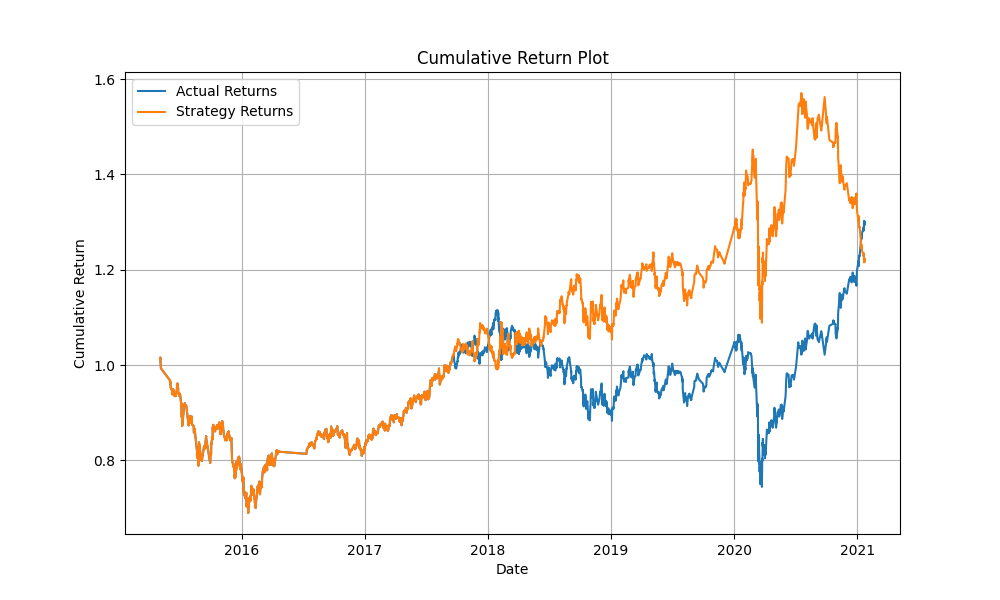 Cumulative Return Plot
Actual Returns
Strategy Returns
1.6
1.4
1.2
1.0
0.8
Cumulative Return
2016
2017
2018
2019
2020
2021
Date